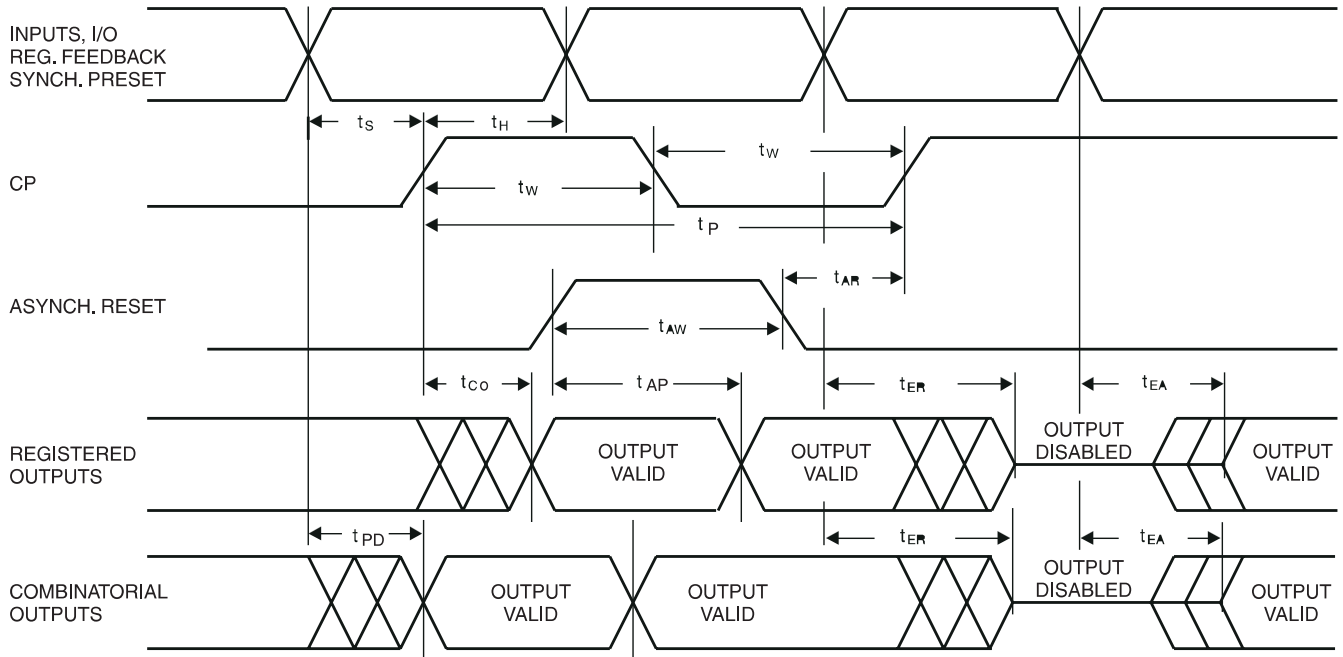 INPUTS, I/O
REG. FEEDBACK
SYNCH. PRESET
tS
tH
CP
tW
tW
tP
ASYNCH. RESET
tAR
tAW
tCO
tAP
tER
tEA
REGISTERED
OUTPUTS
OUTPUT
VALID
OUTPUT
VALID
OUTPUT
DISABLED
OUTPUT
VALID
tPD
tER
tEA
COMBINATORIAL
OUTPUTS
OUTPUT
VALID
OUTPUT
VALID
OUTPUT
DISABLED
OUTPUT
VALID